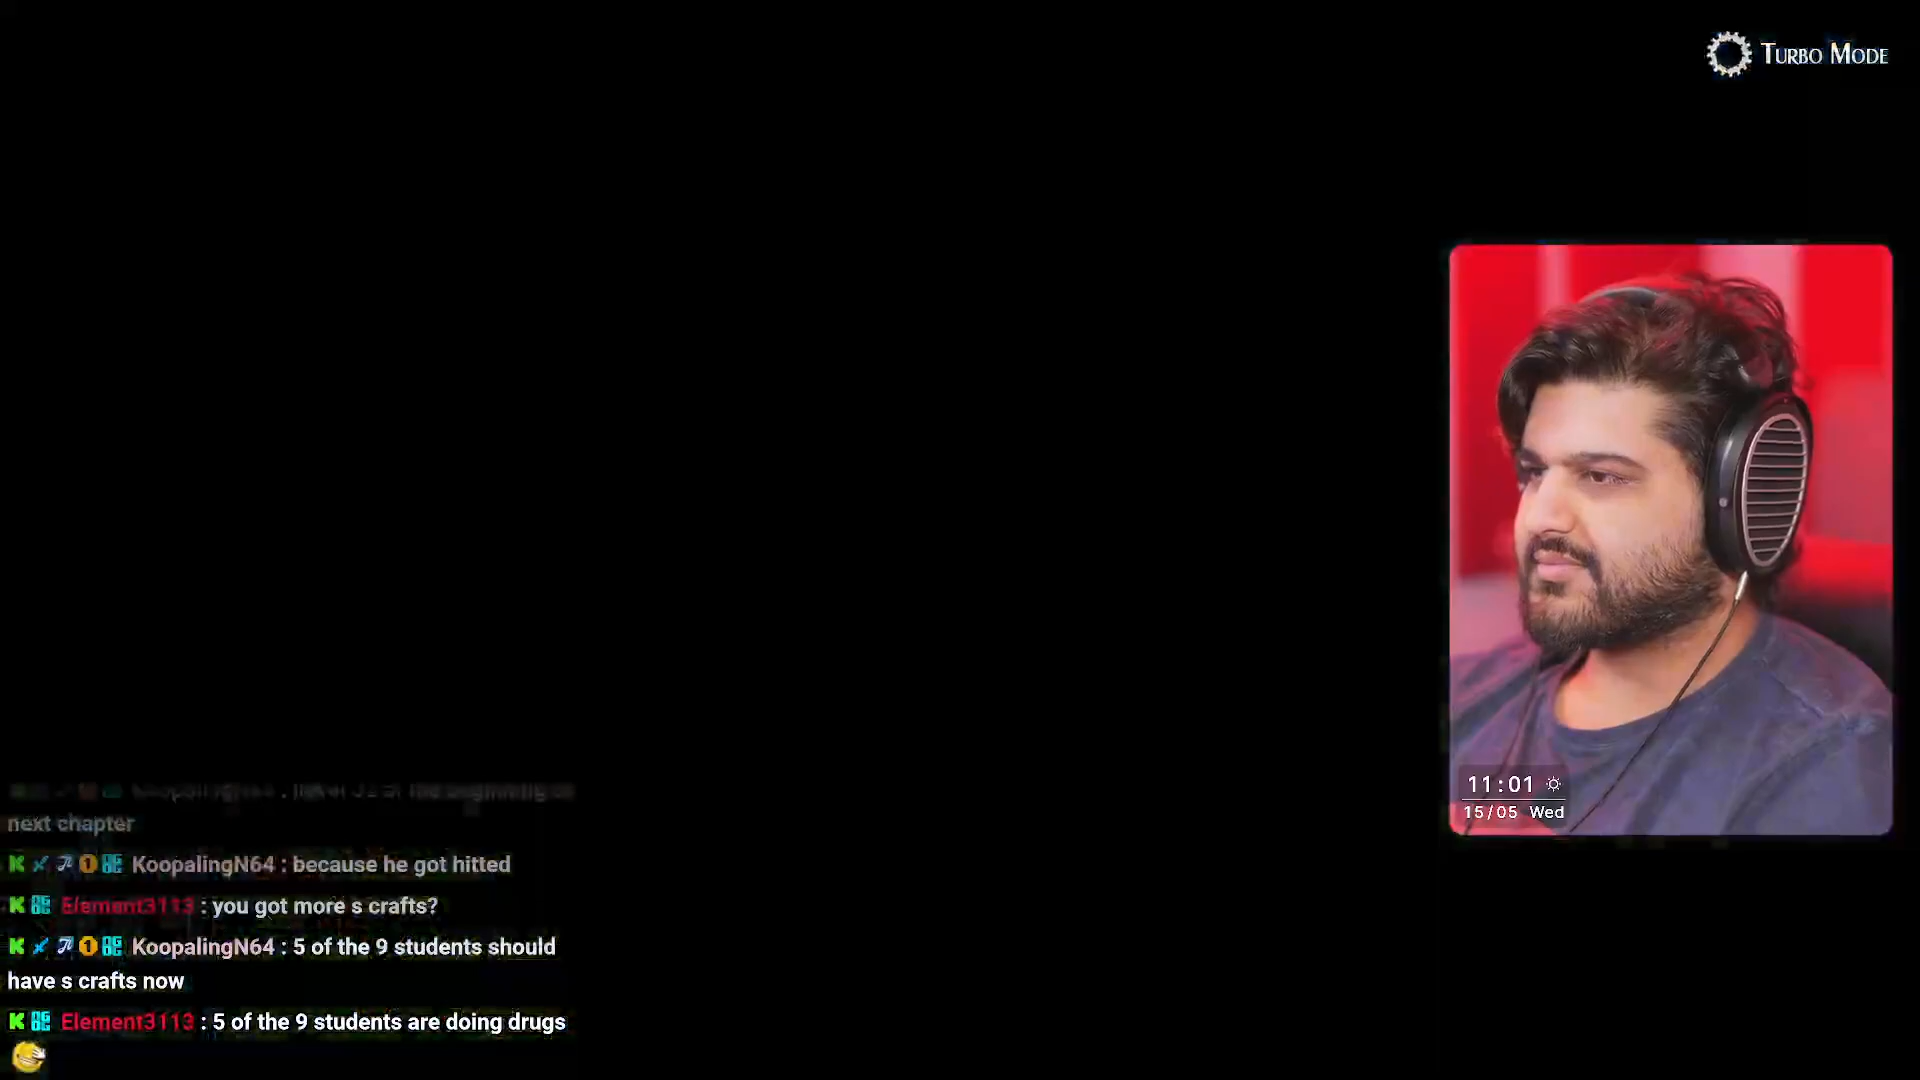 TURBO MODE
11:01
15/05 Wed
next chapter
KoopalingN64 : because he got hitted
Element3113 : you got more s crafts?
KoopalingN64 : 5 of the 9 students should
have s crafts now
Element3113 : 5 of the 9 students are doing drugs